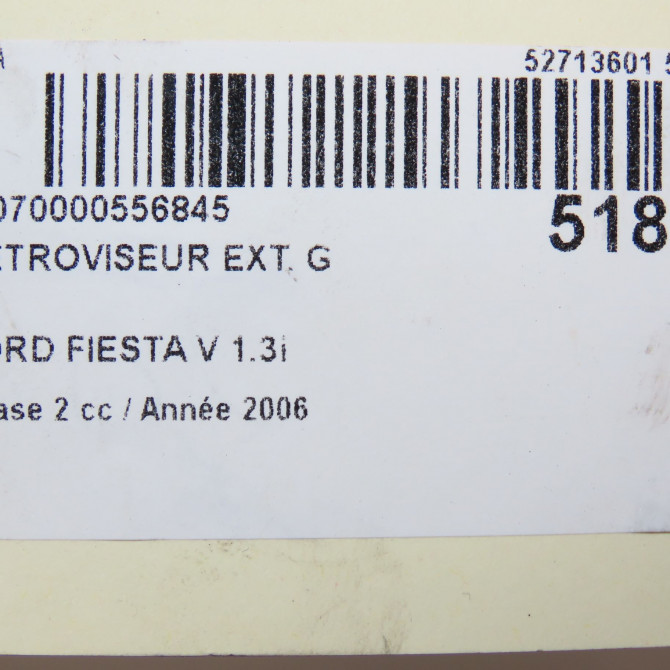 52713601 5
070000556845
518
ETROVISEUR EXT. G
ORD FIESTA V 1.3i
ase 2 cc / Année 2006